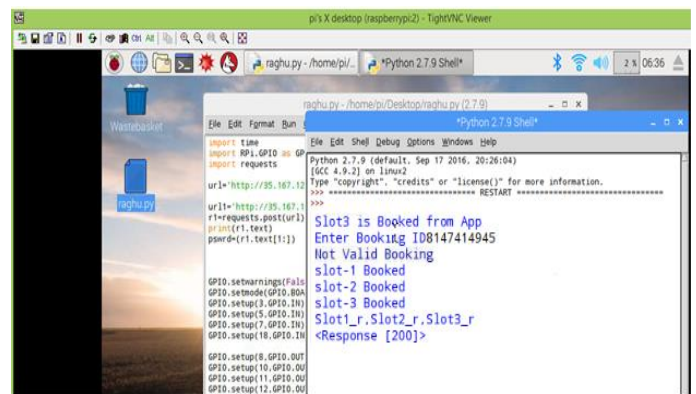 pi's X desktop (raspberrypi:2) - TightVNC Viewer
Ctrl Alt
raghu.py - /home/pi/...
*Python 2.7.9 Shell*
2 %
06:36
Wastebasket
raghu.py
raghu.py - /home/pi/Desktop/raghu.py (2.7.9)
File Edit Format Run
import time
import RPi.GPIO as GP
import requests
url='http://35.167.12
url1='http://35.167.1
r1=requests.post(url)
print(r1.text)
pswrd=(r1.text[1:])
GPIO.setwarnings(Fals
GPIO.setmode(GPIO.BOA
GPIO.setup(3,GPIO.IN)
GPIO.setup(5,GPIO.IN)
GPIO.setup(7,GPIO.IN)
GPIO.setup(18,GPIO.IN
GPIO.setup(8,GPIO.OUT
GPIO.setup(10,GPIO.OU
GPIO.setup(11,GPIO.OU
GPIO.setup(12,GPIO.OU
*Python 2.7.9 Shell*
File Edit Shell Debug Options Windows Help
Python 2.7.9 (default, Sep 17 2016, 20:26:04)
[GCC 4.9.2] on linux2
Type "copyright", "credits" or "license()" for more information.
>>> ================================ RESTART ================================
>>>
Slot3 is Booked from App
Enter Booking ID8147414945
Not Valid Booking
slot-1 Booked
slot-2 Booked
slot-3 Booked
Slot1_r,Slot2_r,Slot3_r
<Response [200]>